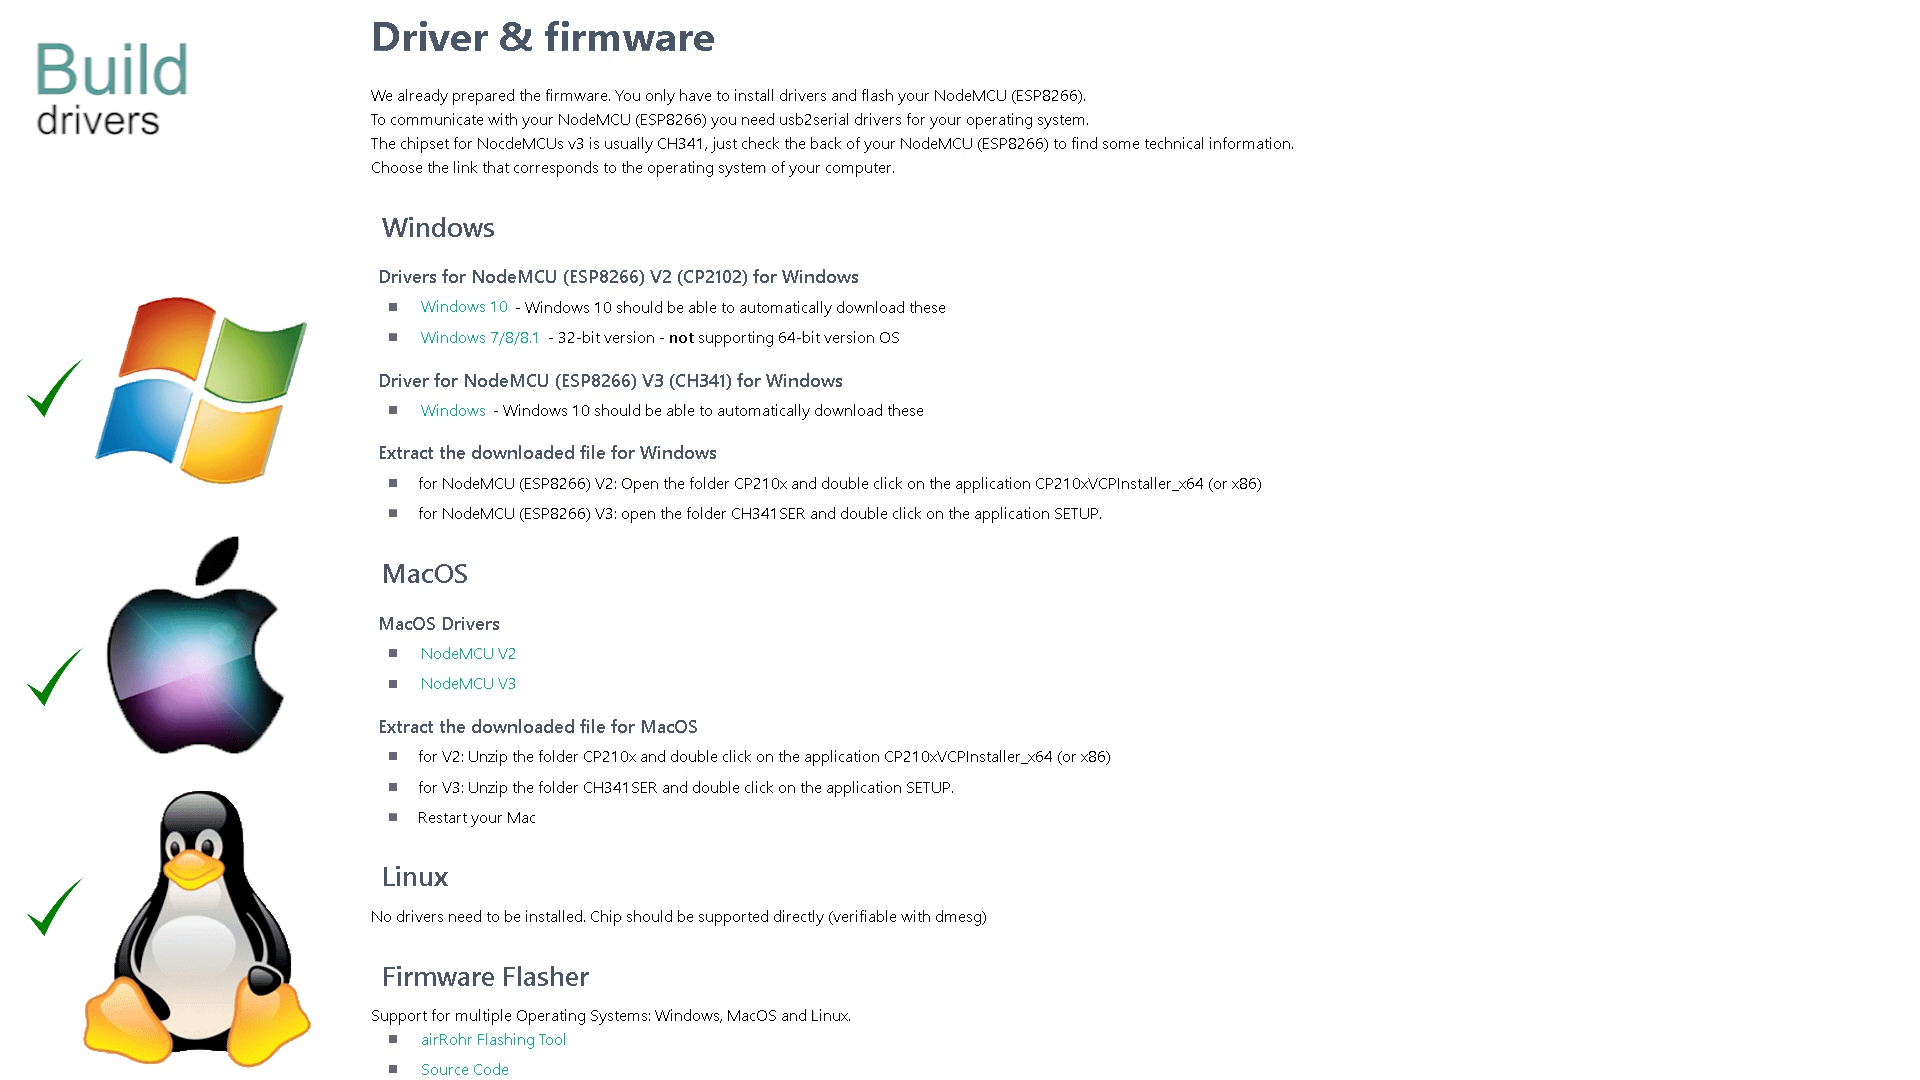 Build
drivers
Driver & firmware
We already prepared the firmware. You only have to install drivers and flash your NodeMCU (ESP8266).
To communicate with your NodeMCU (ESP8266) you need usb2serial drivers for your operating system.
The chipset for NocdeMCUs v3 is usually CH341, just check the back of your NodeMCU (ESP8266) to find some technical information.
Choose the link that corresponds to the operating system of your computer.
Windows
Drivers for NodeMCU (ESP8266) V2 (CP2102) for Windows
■ Windows 10 - Windows 10 should be able to automatically download these
■ Windows 7/8/8.1 - 32-bit version - not supporting 64-bit version OS
Driver for NodeMCU (ESP8266) V3 (CH341) for Windows
■ Windows - Windows 10 should be able to automatically download these
Extract the downloaded file for Windows
■ for NodeMCU (ESP8266) V2: Open the folder CP210x and double click on the application CP210xVCPInstaller_x64 (or x86)
■ for NodeMCU (ESP8266) V3: open the folder CH341SER and double click on the application SETUP.
MacOS
MacOS Drivers
■ NodeMCU V2
■ NodeMCU V3
Extract the downloaded file for MacOS
■ for V2: Unzip the folder CP210x and double click on the application CP210xVCPInstaller_x64 (or x86)
■ for V3: Unzip the folder CH341SER and double click on the application SETUP.
■ Restart your Mac
Linux
No drivers need to be installed. Chip should be supported directly (verifiable with dmesg)
Firmware Flasher
Support for multiple Operating Systems: Windows, MacOS and Linux.
■ airRohr Flashing Tool
■ Source Code